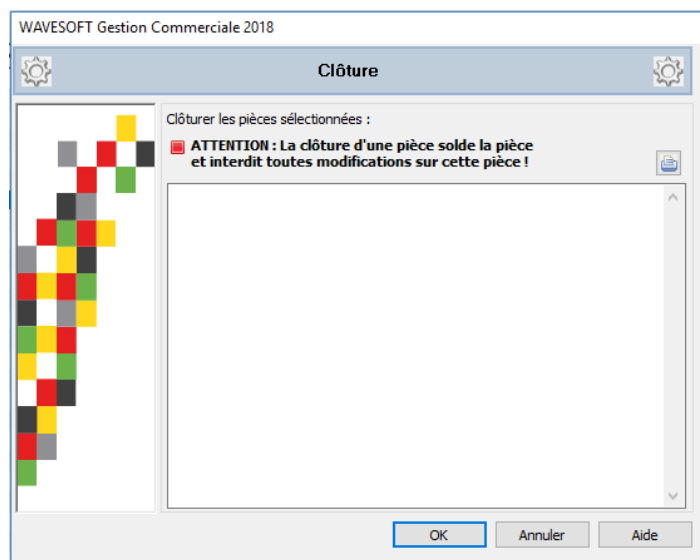 WAVESOFT Gestion Commerciale 2018
Clôture
Clôturer les pièces sélectionnées :
ATTENTION : La clôture d'une pièce solde la pièce
et interdit toutes modifications sur cette pièce !
OK Annuler Aide